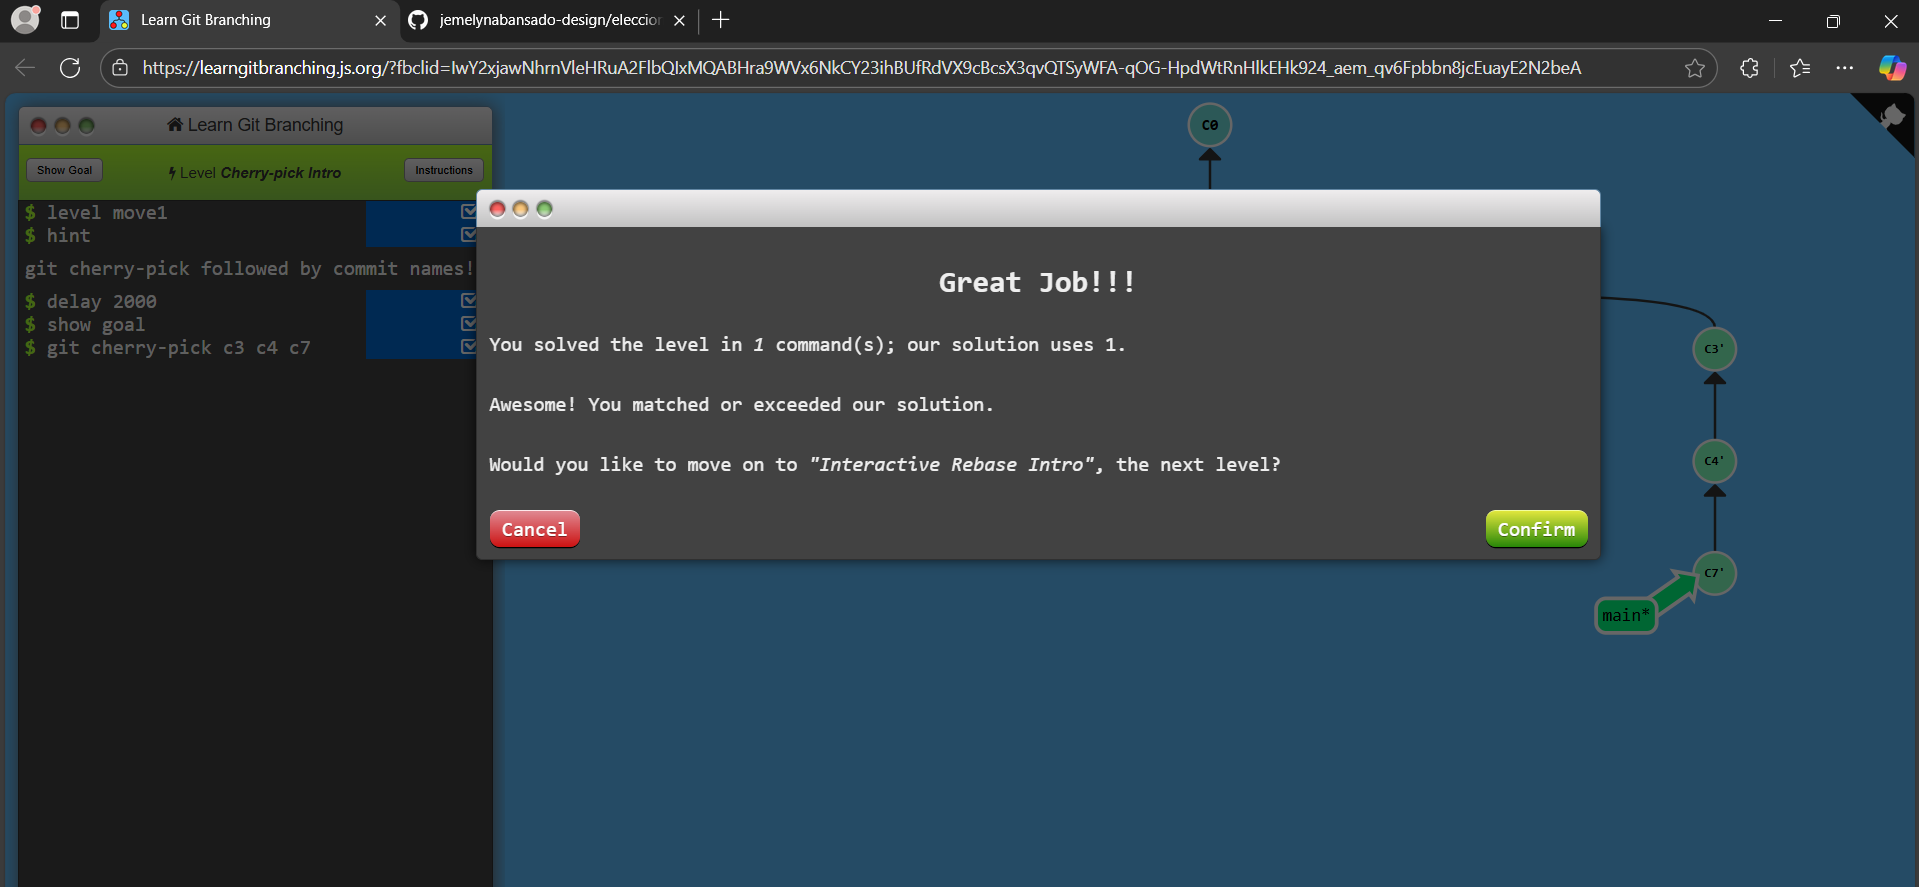 Learn Git Branching
jemelynabansado-design/eleccio
https://learngitbranching.js.org/?fbclid=IwY2xjawNhrnVleHRuA2FlbQIxMQABHra9WVx6NkCY23ihBUfRdVX9cBcsX3qvQTSyWFA-qOG-HpdWtRnHlkEHk924_aem_qv6Fpbbn8jcEuayE2N2beA
Learn Git Branching
Show Goal
Level Cherry-pick Intro
Instructions
$ level move1
$ hint
git cherry-pick followed by commit names!
$ delay 2000
$ show goal
$ git cherry-pick c3 c4 c7
C0
Great Job!!!
You solved the level in 1 command(s); our solution uses 1.
Awesome! You matched or exceeded our solution.
Would you like to move on to "Interactive Rebase Intro", the next level?
Cancel
Confirm
C3'
C4'
C7'
main*